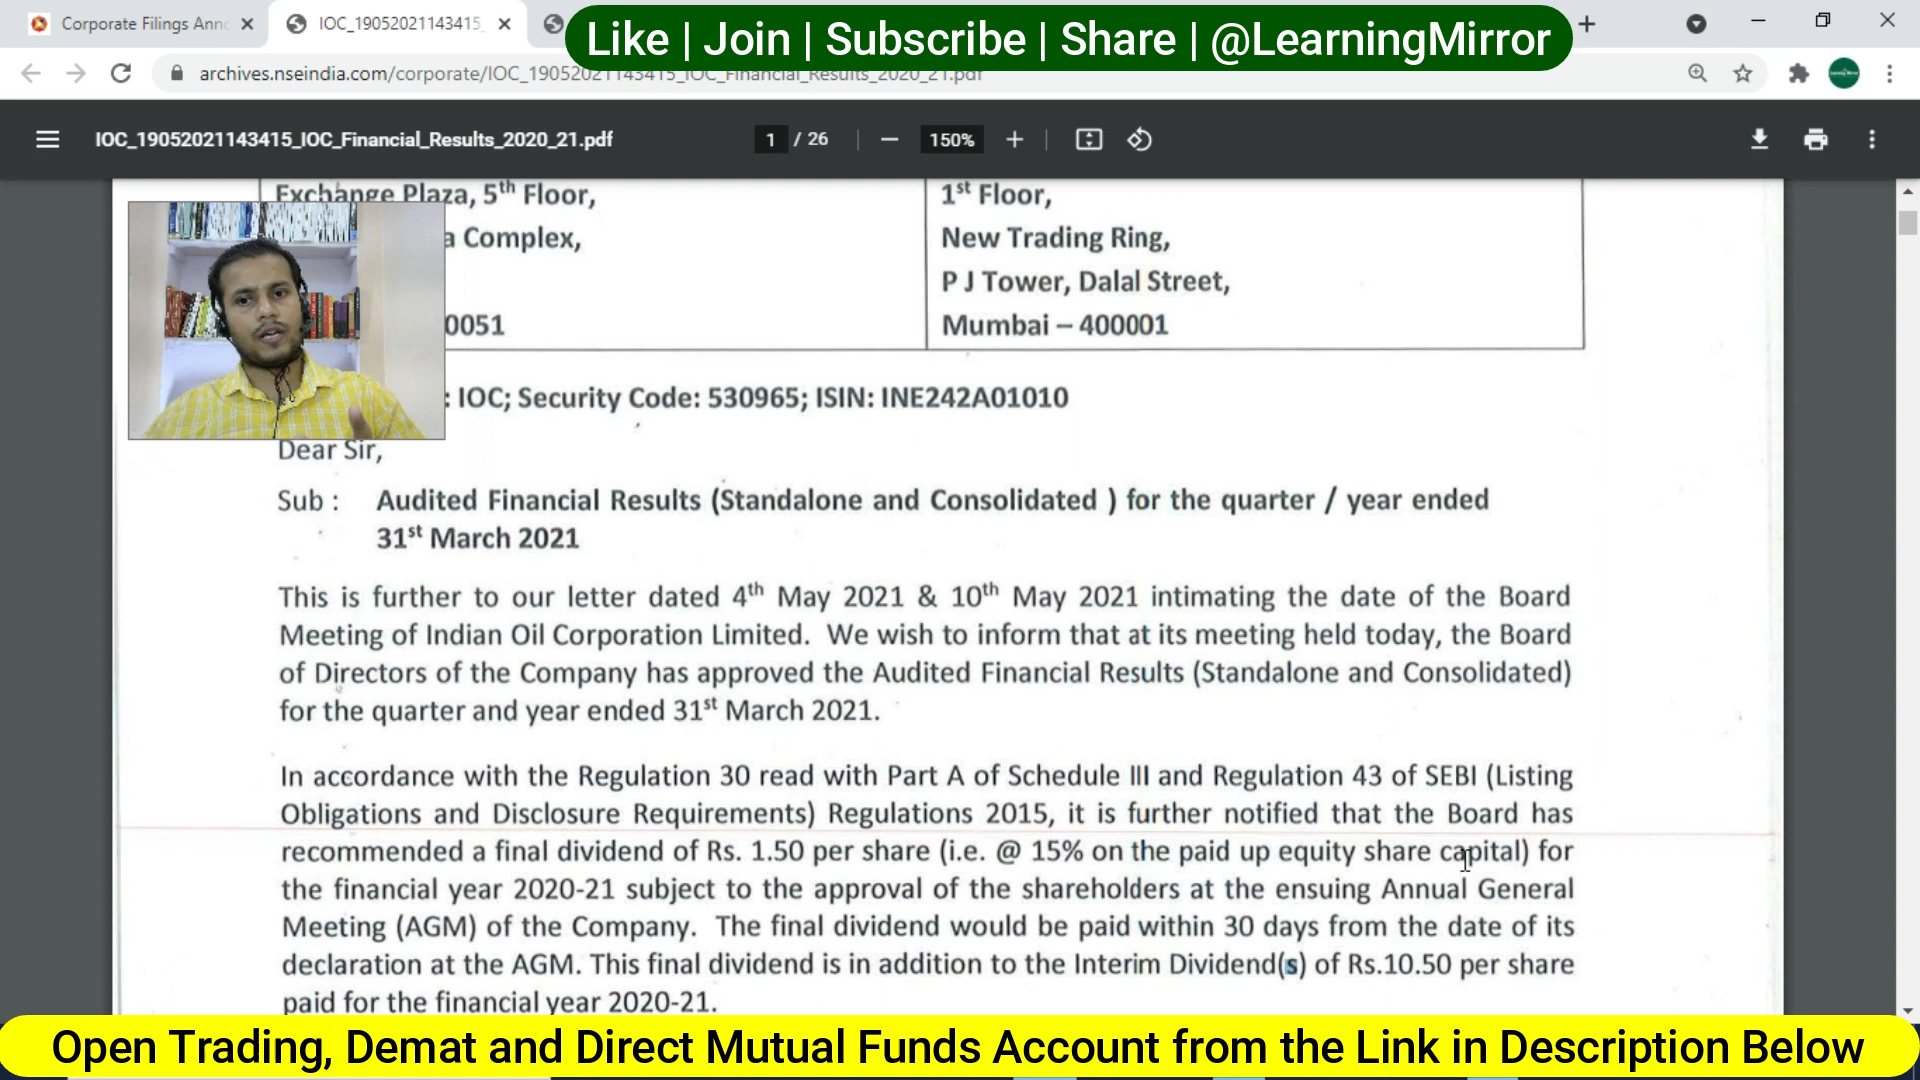 Corporate Filings Ann
IOC_19052021143415_
Like | Join | Subscribe | Share | @LearningMirror
archives.nseindia.com/corporate/IOC_19052021143415_IOC_Financial_Results_2020_21.pdf
IOC_19052021143415_IOC_Financial_Results_2020_21.pdf
1 / 26
150%
Exchange Plaza, 5th Floor,
a Complex,
0051
1st Floor,
New Trading Ring,
P J Tower, Dalal Street,
Mumbai – 400001
: IOC; Security Code: 530965; ISIN: INE242A01010
Dear Sir,
Sub : Audited Financial Results (Standalone and Consolidated ) for the quarter / year ended
31st March 2021
This is further to our letter dated 4th May 2021 & 10th May 2021 intimating the date of the Board
Meeting of Indian Oil Corporation Limited. We wish to inform that at its meeting held today, the Board
of Directors of the Company has approved the Audited Financial Results (Standalone and Consolidated)
for the quarter and year ended 31st March 2021.
In accordance with the Regulation 30 read with Part A of Schedule III and Regulation 43 of SEBI (Listing
Obligations and Disclosure Requirements) Regulations 2015, it is further notified that the Board has
recommended a final dividend of Rs. 1.50 per share (i.e. @ 15% on the paid up equity share capital) for
the financial year 2020-21 subject to the approval of the shareholders at the ensuing Annual General
Meeting (AGM) of the Company. The final dividend would be paid within 30 days from the date of its
declaration at the AGM. This final dividend is in addition to the Interim Dividend(s) of Rs.10.50 per share
paid for the financial year 2020-21.
Open Trading, Demat and Direct Mutual Funds Account from the Link in Description Below